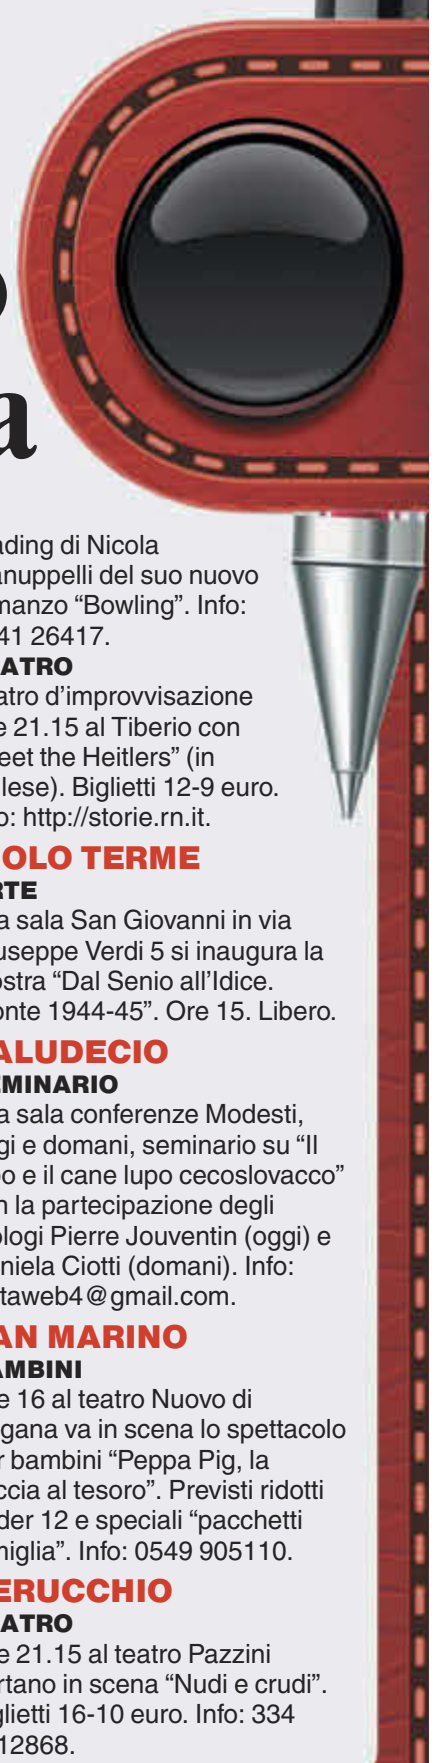 a
ading di Nicola
anuppelli del suo nuovo
manzo “Bowling”. Info:
41 26417.
ATRO
atro d’improvvisazione
e 21.15 al Tiberio con
eet the Heitlers” (in
lese). Biglietti 12-9 euro.
o: http://storie.rn.it.
OLO TERME
RTE
a sala San Giovanni in via
useppe Verdi 5 si inaugura la
ostra “Dal Senio all’Idice.
onte 1944-45”. Ore 15. Libero.
ALUDECIO
EMINARIO
a sala conferenze Modesti,
gi e domani, seminario su “Il
o e il cane lupo cecoslovacco”
n la partecipazione degli
ologi Pierre Jouventin (oggi) e
niela Ciotti (domani). Info:
taweb4@gmail.com.
AN MARINO
AMBINI
e 16 al teatro Nuovo di
gana va in scena lo spettacolo
r bambini “Peppa Pig, la
ccia al tesoro”. Previsti ridotti
der 12 e speciali “pacchetti
miglia”. Info: 0549 905110.
ERUCCHIO
ATRO
e 21.15 al teatro Pazzini
rtano in scena “Nudi e crudi”.
glietti 16-10 euro. Info: 334
12868.